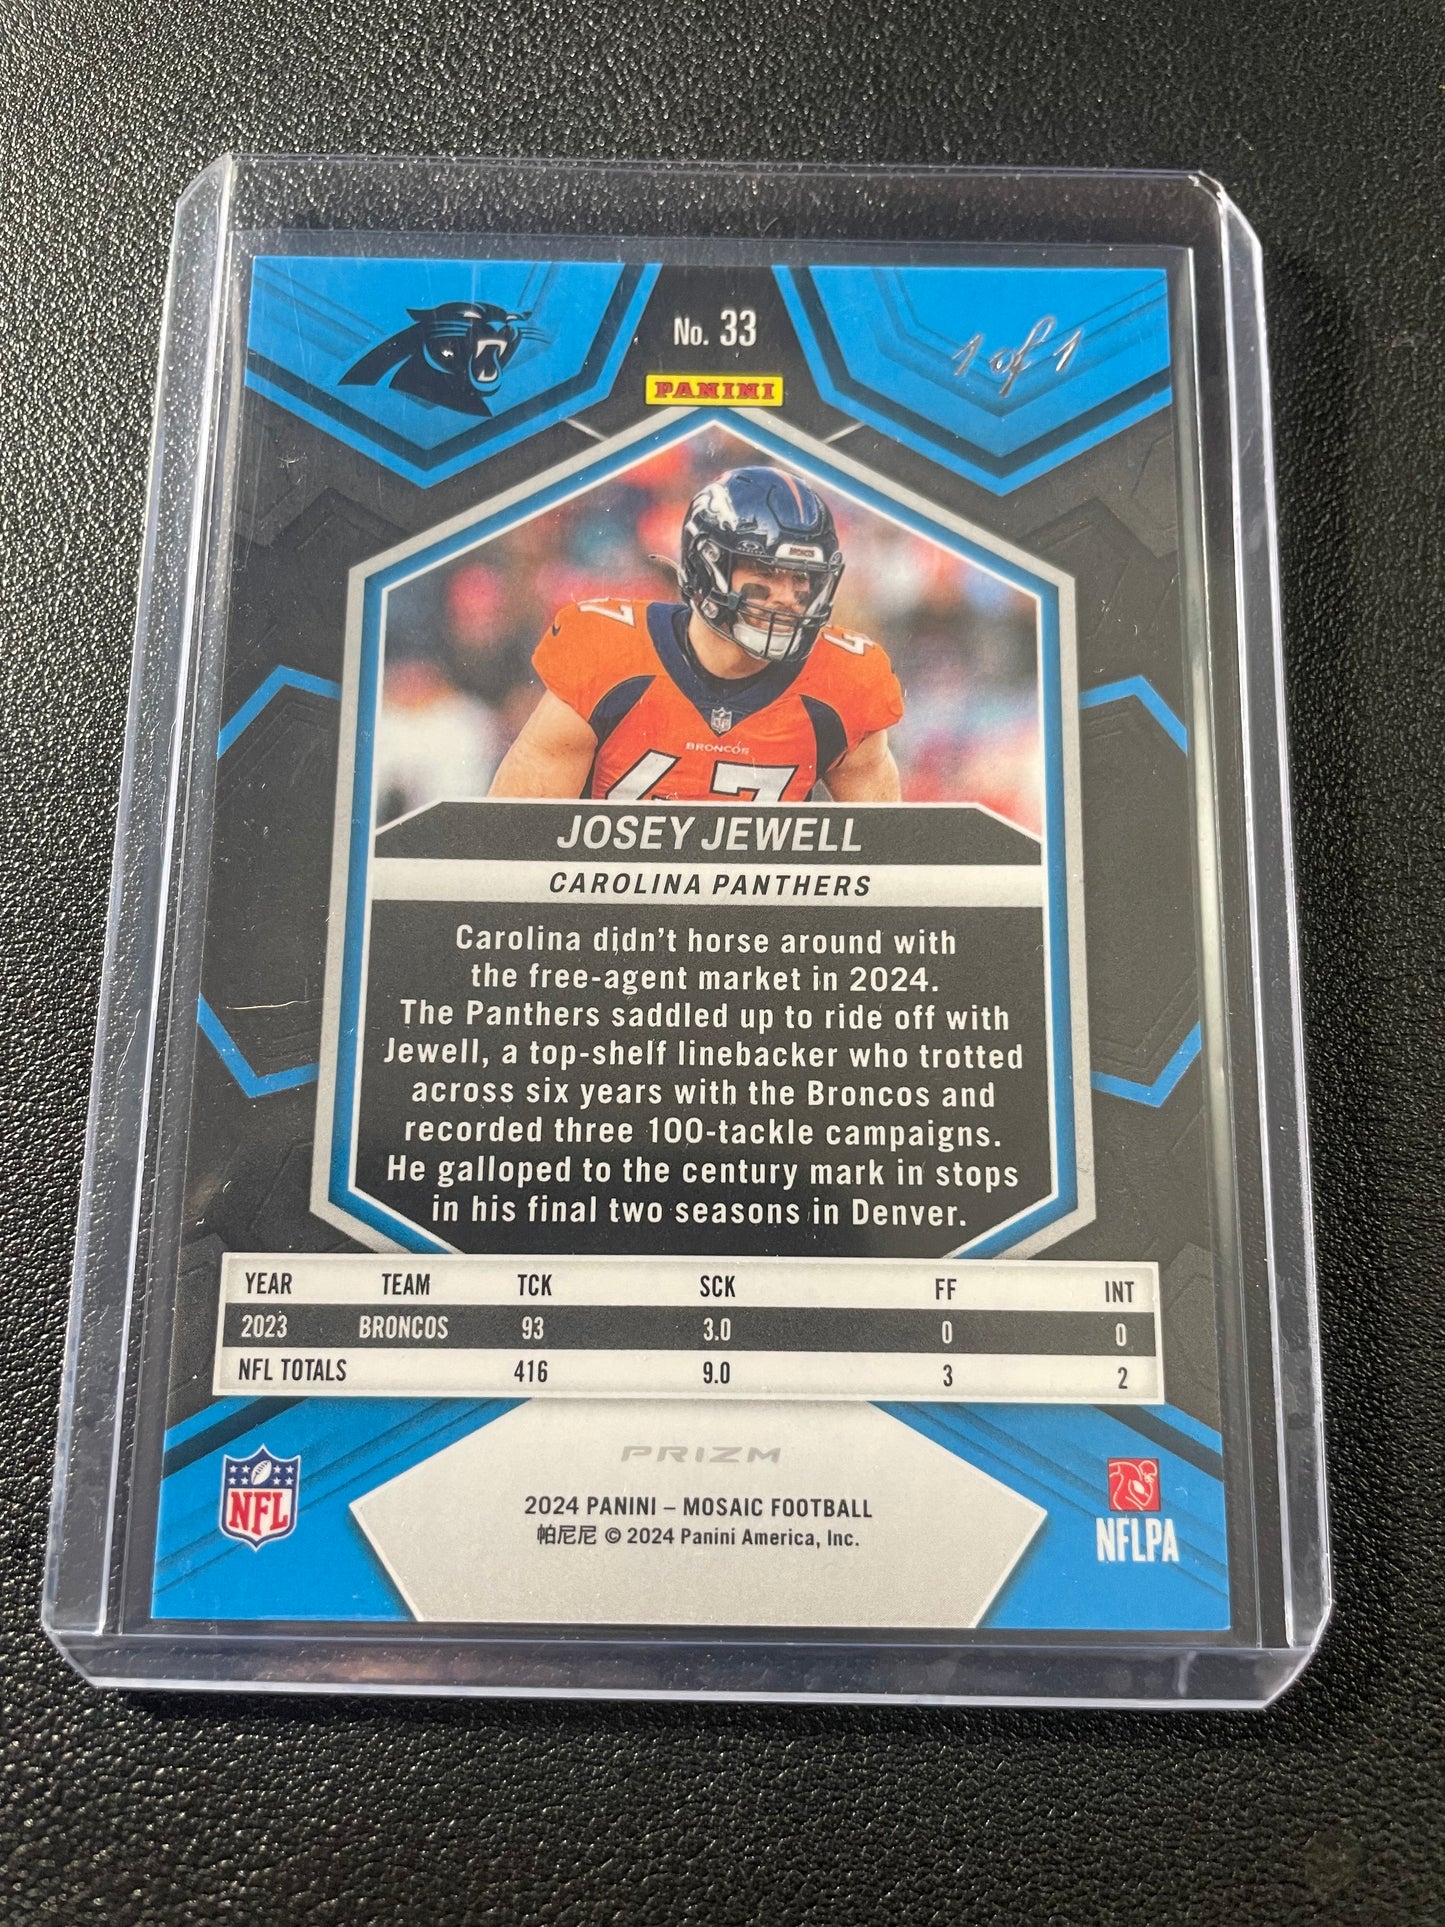 No. 33
PANINI
1 of 1
BRONCOS
47
47
BRONCOS
47
JOSEY JEWELL
CAROLINA PANTHERS
Carolina didn't horse around with
the free-agent market in 2024.
The Panthers saddled up to ride off with
Jewell, a top-shelf linebacker who trotted
across six years with the Broncos and
recorded three 100-tackle campaigns.
He galloped to the century mark in stops
in his final two seasons in Denver.
YEAR TEAM TCK SCK FF INT
2023 BRONCOS 93 3.0 0 0
NFL TOTALS 416 9.0 3 2
PRIZM
2024 PANINI – MOSAIC FOOTBALL
帕尼尼 © 2024 Panini America, Inc.
NFL
NFLPA